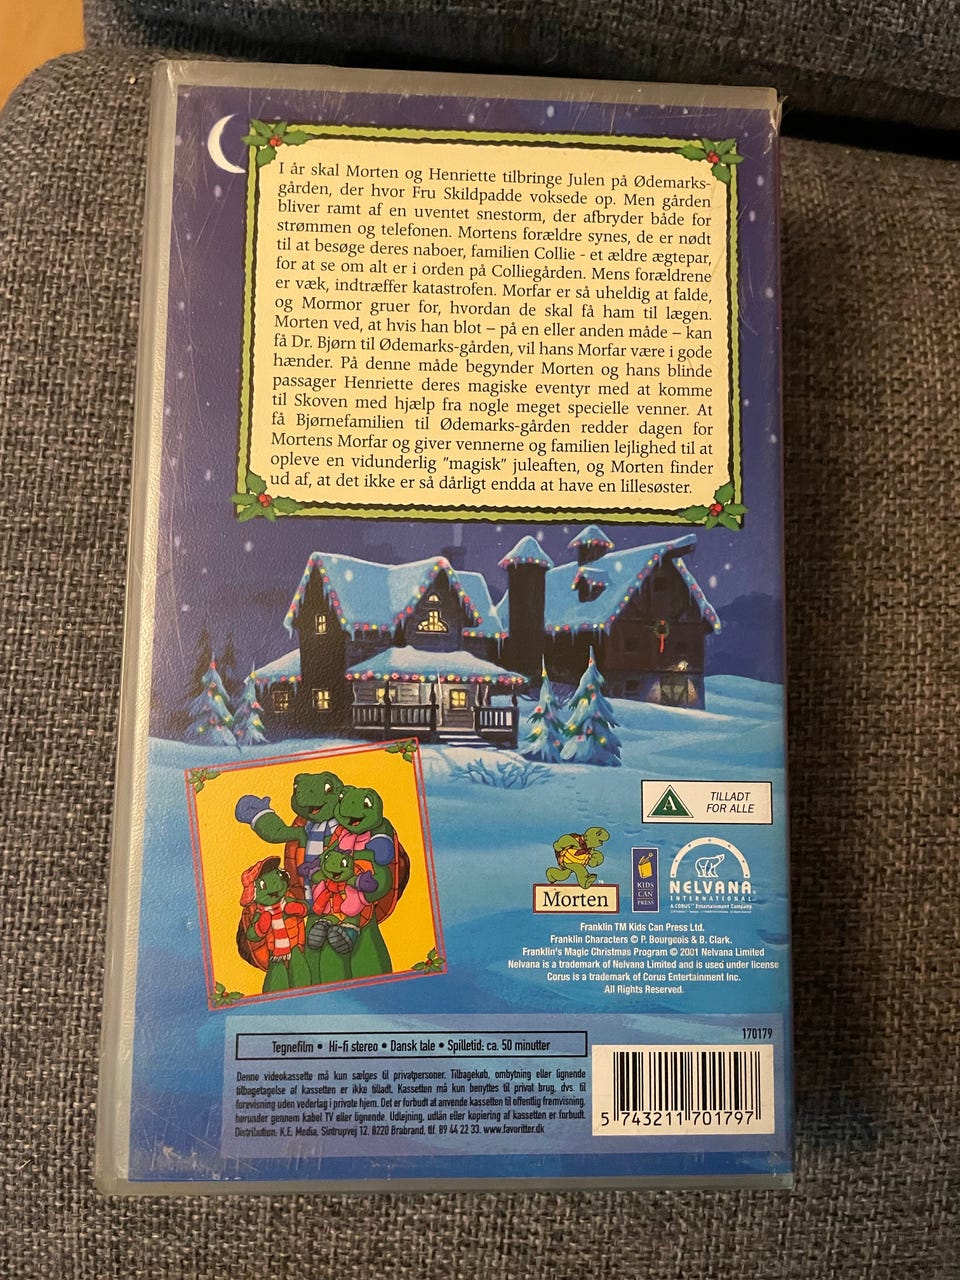 I år skal Morten og Henriette tilbringe Julen på Ødemarks-
gården, der hvor Fru Skildpadde voksede op. Men gården
bliver ramt af en uventet snestorm, der afbryder både for
strømmen og telefonen. Mortens forældre synes, de er nødt
til at besøge deres naboer, familien Collie - et ældre ægtepar,
for at se om alt er i orden på Colliegården. Mens forældrene
er væk, indtræffer katastrofen. Morfar er så uheldig at falde,
og Mormor gruer for, hvordan de skal få ham til lægen.
Morten ved, at hvis han blot – på en eller anden måde – kan
få Dr. Bjørn til Ødemarks-gården, vil hans Morfar være i gode
hænder. På denne måde begynder Morten og hans blinde
passager Henriette deres magiske eventyr med at komme
til Skoven med hjælp fra nogle meget specielle venner. At
få Bjørnefamilien til Ødemarks-gården redder dagen for
Mortens Morfar og giver vennerne og familien lejlighed til at
opleve en vidunderlig "magisk" juleaften, og Morten finder
ud af, at det ikke er så dårligt endda at have en lillesøster.
A
TILLADT
FOR ALLE
Morten
TM
KIDS
CAN
PRESS
NELVANA
INTERNATIONAL
A CORUS™ Entertainment Company
Franklin TM Kids Can Press Ltd.
Franklin Characters © P. Bourgeois & B. Clark.
Franklin's Magic Christmas Program © 2001 Nelvana Limited
Nelvana is a trademark of Nelvana Limited and is used under license
Corus is a trademark of Corus Entertainment Inc.
All Rights Reserved.
170179
Tegnefilm • Hi-fi stereo • Dansk tale • Spilletid: ca. 50 minutter
Denne videokassette må kun sælges til privatpersoner. Tilbagekøb, ombytning eller lignende
tilbagetagelse af kassetten er ikke tilladt. Kassetten må kun benyttes til privat brug, dvs. til
forevisning uden vederlag i private hjem. Det er forbudt at anvende kassetten til offentlig fremvisning,
herunder gennem kabel TV eller lignende. Udlejning, udlån eller kopiering af kassetten er forbudt.
Distribution: K.E. Media, Sintrupvej 12, 8220 Brabrand, tlf. 89 44 22 33. www.favoritter.dk
5 743211 701797